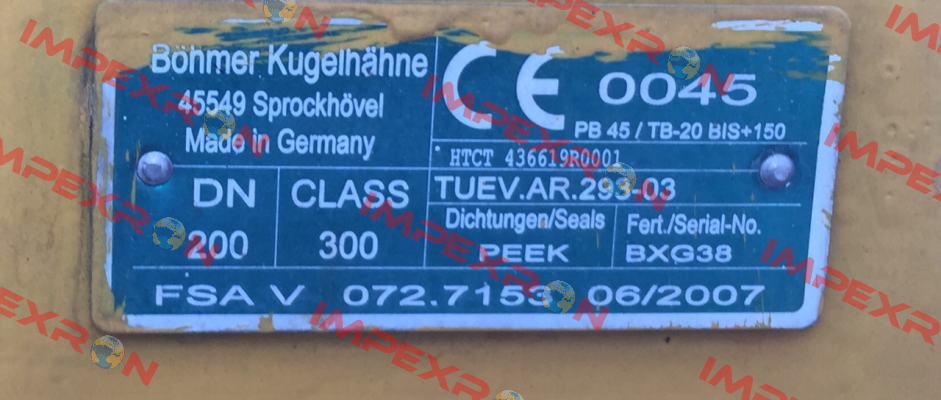 Böhmer Kugelhähne
45549 Sprockhövel
Made in Germany
CE 0045
PB 45 / TB-20 BIS+150
HTCT 436619R0001
TUEV.AR.293-03
DN
200
CLASS
300
Dichtungen/Seals
PEEK
Fert./Serial-No.
BXG38
FSA V 072.7153 06/2007
IMPEXRON